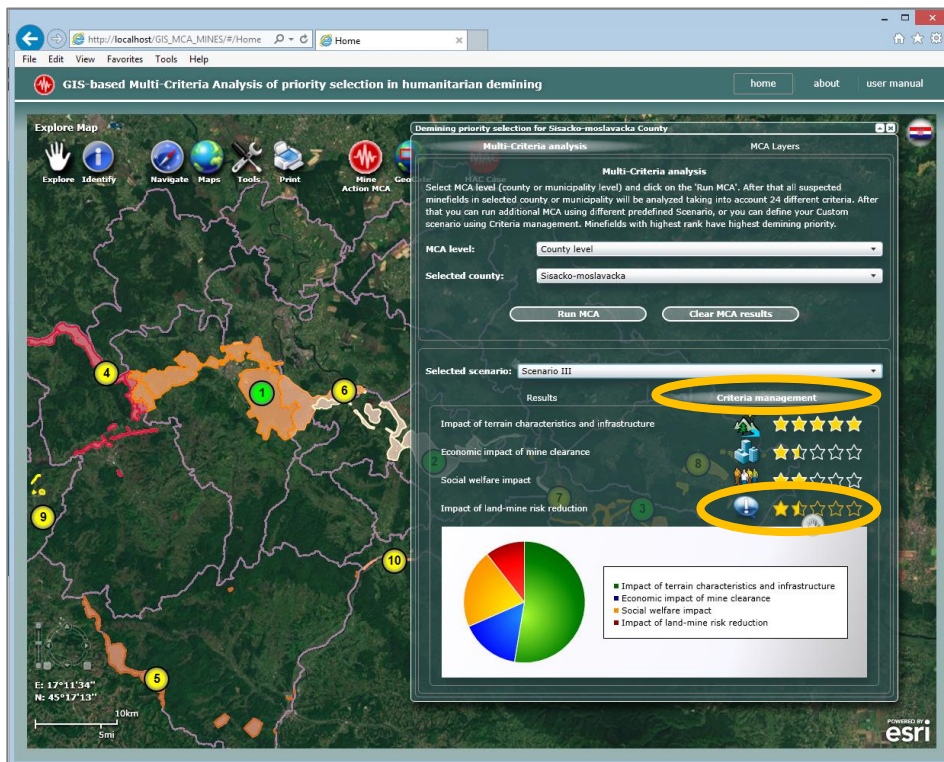 http://localhost/GIS_MCA_MINES/#/Home
Home
File Edit View Favorites Tools Help
GIS-based Multi-Criteria Analysis of priority selection in humanitarian demining
home about user manual
Explore Map
Explore Identify Navigate Maps Tools Print Mine Action MCA
Demining priority selection for Sisacko-moslavacka County
Multi-Criteria analysis MCA Layers
Multi-Criteria analysis
Select MCA level (county or municipality level) and click on the 'Run MCA'. After that all suspected
minefields in selected county or municipality will be analyzed taking into account 24 different criteria. After
that you can run additional MCA using different predefined Scenario, or you can define your Custom
scenario using Criteria management. Minefields with highest rank have highest demining priority.
MCA level: County level
Selected county: Sisacko-moslavacka
Run MCA Clear MCA results
Selected scenario: Scenario III
Results Criteria management
Impact of terrain characteristics and infrastructure
Economic impact of mine clearance
Social welfare impact
Impact of land-mine risk reduction
Impact of terrain characteristics and infrastructure
Economic impact of mine clearance
Social welfare impact
Impact of land-mine risk reduction
4
1
6
2
8
7
3
9
10
5
E: 17°11'34"
N: 45°17'13"
10km
5mi
POWERED BY
esri